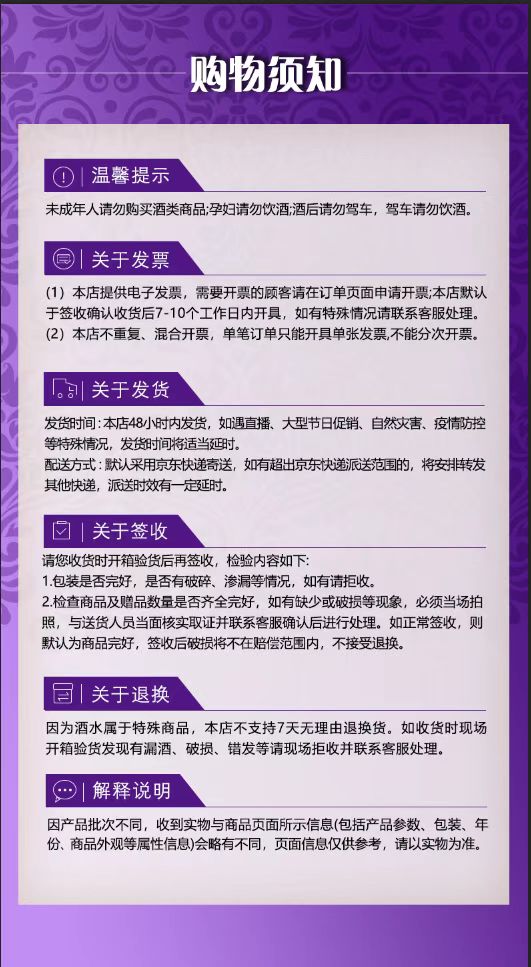 购物须知
温馨提示
未成年人请勿购买酒类商品;孕妇请勿饮酒;酒后请勿驾车，驾车请勿饮酒。
关于发票
(1）本店提供电子发票，需要开票的顾客请在订单页面申请开票;本店默认
于签收确认收货后7-10个工作日内开具，如有特殊情况请联系客服处理。
(2）本店不重复、混合开票，单笔订单只能开具单张发票,不能分次开票。
关于发货
发货时间：本店48小时内发货，如遇直播、大型节日促销、自然灾害、疫情防控
等特殊情况，发货时间将适当延时。
配送方式：默认采用京东快递寄送，如有超出京东快递派送范围的，将安排转发
其他快递，派送时效有一定延时。
关于签收
请您收货时开箱验货后再签收，检验内容如下:
1.包装是否完好，是否有破碎、渗漏等情况，如有请拒收。
2.检查商品及赠品数量是否齐全完好，如有缺少或破损等现象，必须当场拍
照，与送货人员当面核实取证并联系客服确认后进行处理。如正常签收，则
默认为商品完好，签收后破损将不在赔偿范围内，不接受退换。
关于退换
因为酒水属于特殊商品，本店不支持7天无理由退换货。如收货时现场
开箱验货发现有漏酒、破损、错发等请现场拒收并联系客服处理。
解释说明
因产品批次不同，收到实物与商品页面所示信息(包括产品参数、包装、年
份、商品外观等属性信息)会略有不同，页面信息仅供参考，请以实物为准。